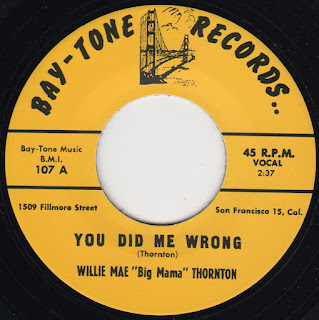 BAY-TONE RECORDS..
Bay-Tone Music
B.M.I.
107 A
45 R.P.M.
VOCAL
2:37
1509 Fillmore Street
San Francisco 15, Cal.
YOU DID ME WRONG
(Thornton)
WILLIE MAE "Big Mama" THORNTON